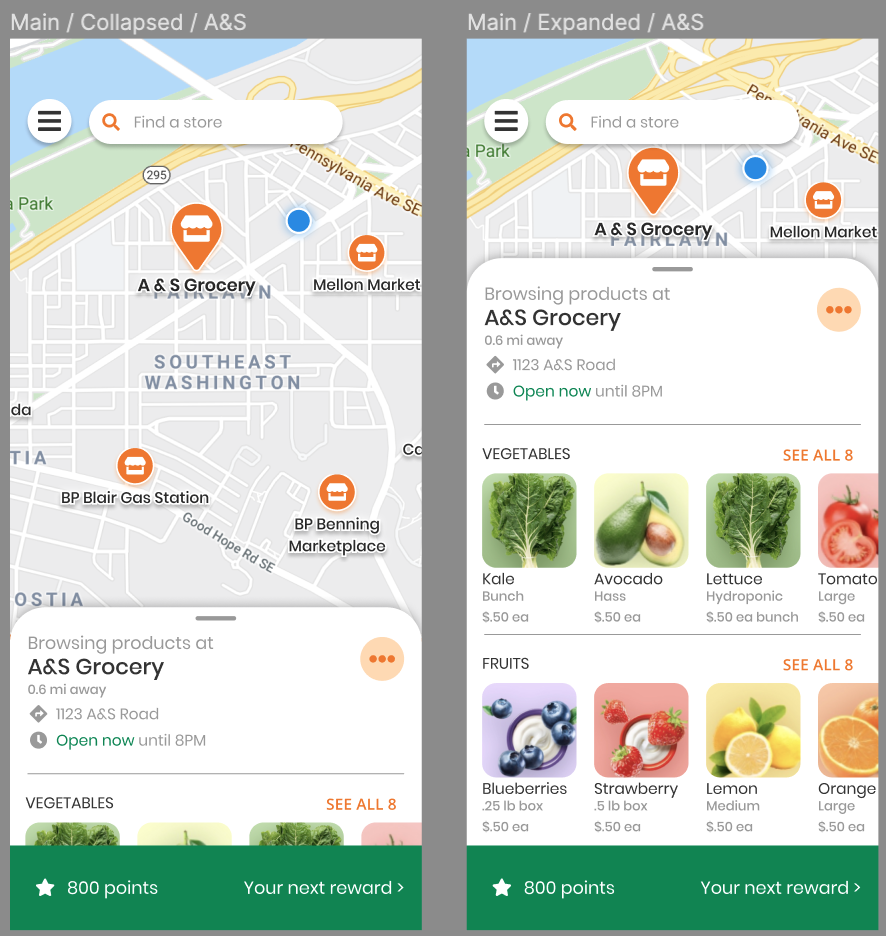 Main / Collapsed / A&S
Find a store
295
Pennsylvania Ave SE
a Park
A & S Grocery
FAIRLAWN
Mellon Market
SOUTHEAST
WASHINGTON
da
TIA
Ca
BP Blair Gas Station
BP Benning
Marketplace
Good Hope Rd SE
OSTIA
Browsing products at
A&S Grocery
0.6 mi away
1123 A&S Road
Open now until 8PM
VEGETABLES
SEE ALL 8
800 points
Your next reward >
Main / Expanded / A&S
Find a store
Pennsylvania Ave SE
a Park
A & S Grocery
FAIRLAWN
Mellon Market
Browsing products at
A&S Grocery
0.6 mi away
1123 A&S Road
Open now until 8PM
VEGETABLES
SEE ALL 8
Kale
Bunch
$.50 ea
Avocado
Hass
$.50 ea
Lettuce
Hydroponic
$.50 ea bunch
Tomato
Large
$.50 ea
FRUITS
SEE ALL 8
Blueberries
.25 lb box
$.50 ea
Strawberry
.5 lb box
$.50 ea
Lemon
Medium
$.50 ea
Orange
Large
$.50 ea
800 points
Your next reward >